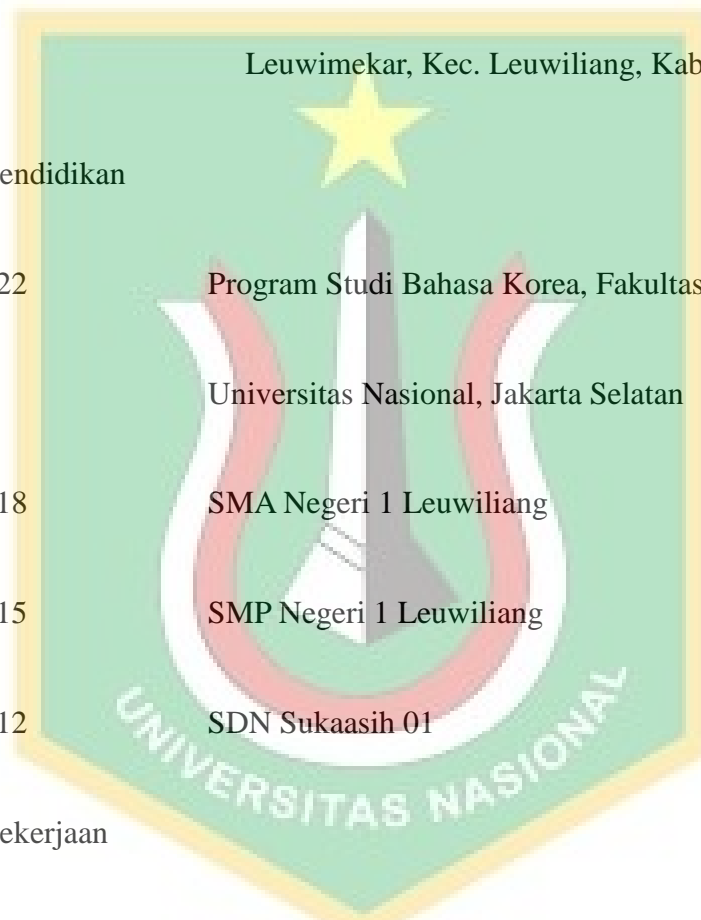 Leuwimekar, Kec. Leuwiliang, Kab
endidikan
22 Program Studi Bahasa Korea, Fakultas
Universitas Nasional, Jakarta Selatan
18 SMA Negeri 1 Leuwiliang
15 SMP Negeri 1 Leuwiliang
12 SDN Sukaasih 01
UNIVERSITAS NASIONAL
ekerjaan